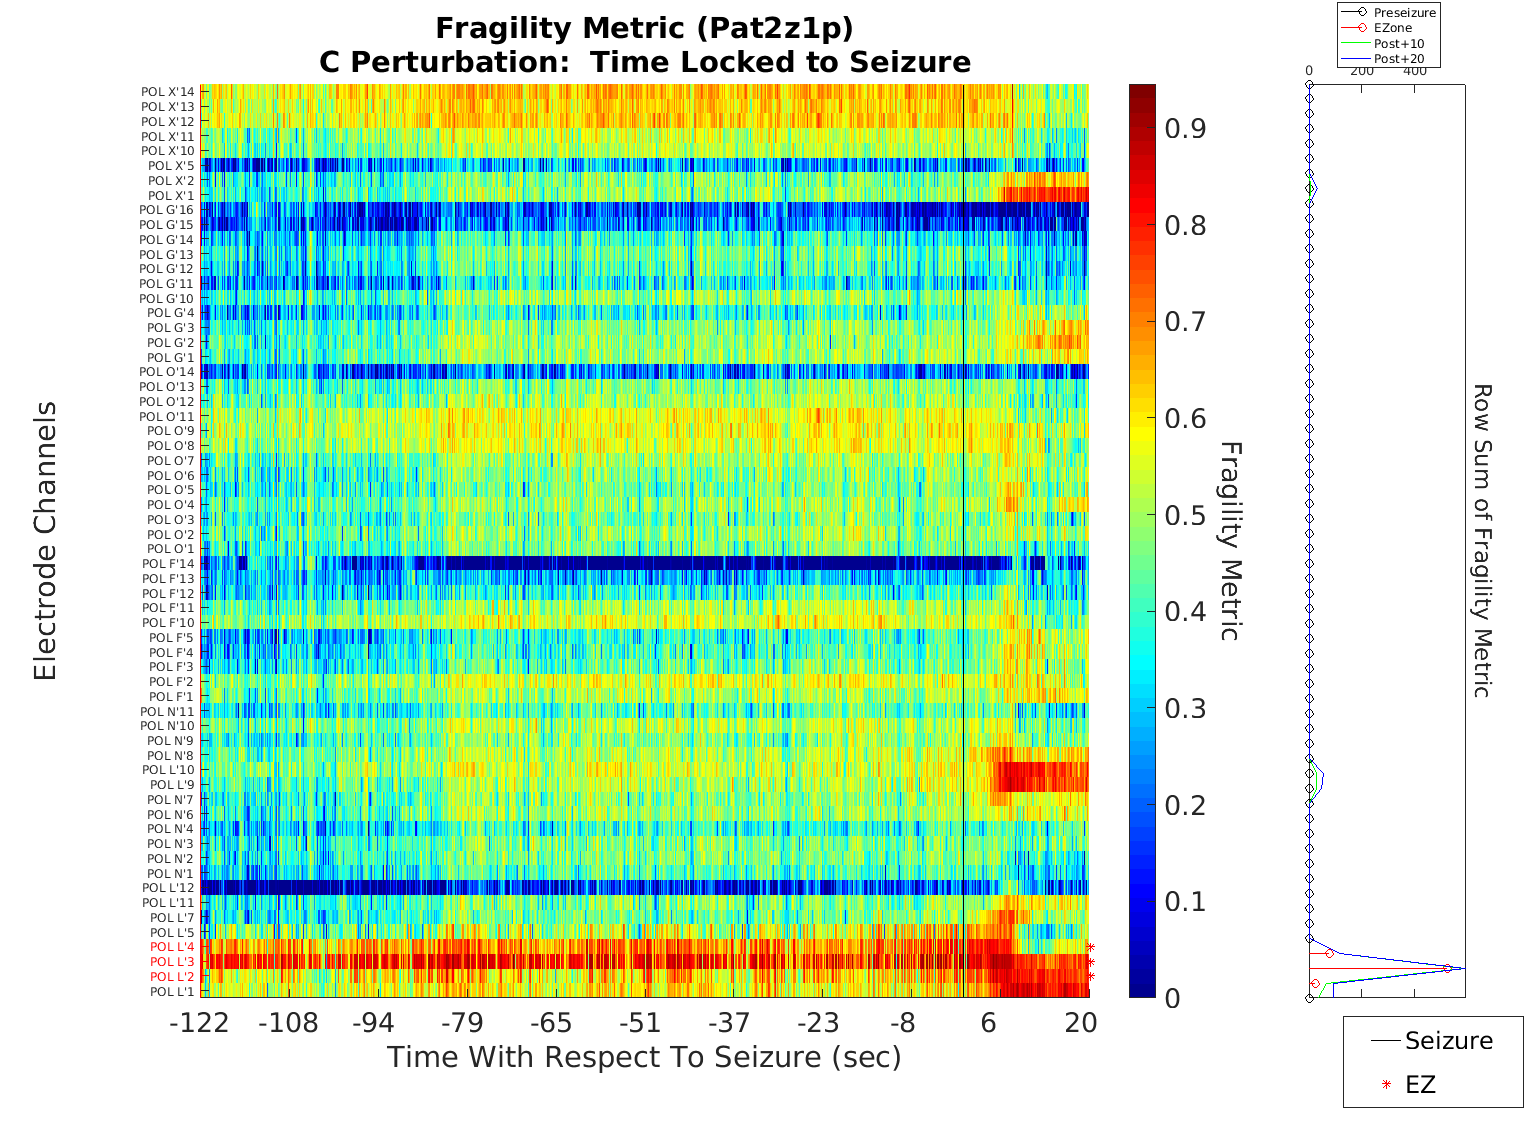 Fragility Metric (Pat2z1p)
C Perturbation:  Time Locked to Seizure
Preseizure
EZone
Post+10
Post+20
0 200 400
POL X'14
POL X'13
POL X'12
POL X'11
POL X'10
POL X'5
POL X'2
POL X'1
POL G'16
POL G'15
POL G'14
POL G'13
POL G'12
POL G'11
POL G'10
POL G'4
POL G'3
POL G'2
POL G'1
POL O'14
POL O'13
POL O'12
POL O'11
POL O'9
POL O'8
POL O'7
POL O'6
POL O'5
POL O'4
POL O'3
POL O'2
POL O'1
POL F'14
POL F'13
POL F'12
POL F'11
POL F'10
POL F'5
POL F'4
POL F'3
POL F'2
POL F'1
POL N'11
POL N'10
POL N'9
POL N'8
POL L'10
POL L'9
POL N'7
POL N'6
POL N'4
POL N'3
POL N'2
POL N'1
POL L'12
POL L'11
POL L'7
POL L'5
POL L'4
POL L'3
POL L'2
POL L'1
Electrode Channels
-122 -108 -94 -79 -65 -51 -37 -23 -8 6 20
Time With Respect To Seizure (sec)
0.9
0.8
0.7
0.6
0.5
0.4
0.3
0.2
0.1
0
Fragility Metric
Row Sum of Fragility Metric
Seizure
EZ